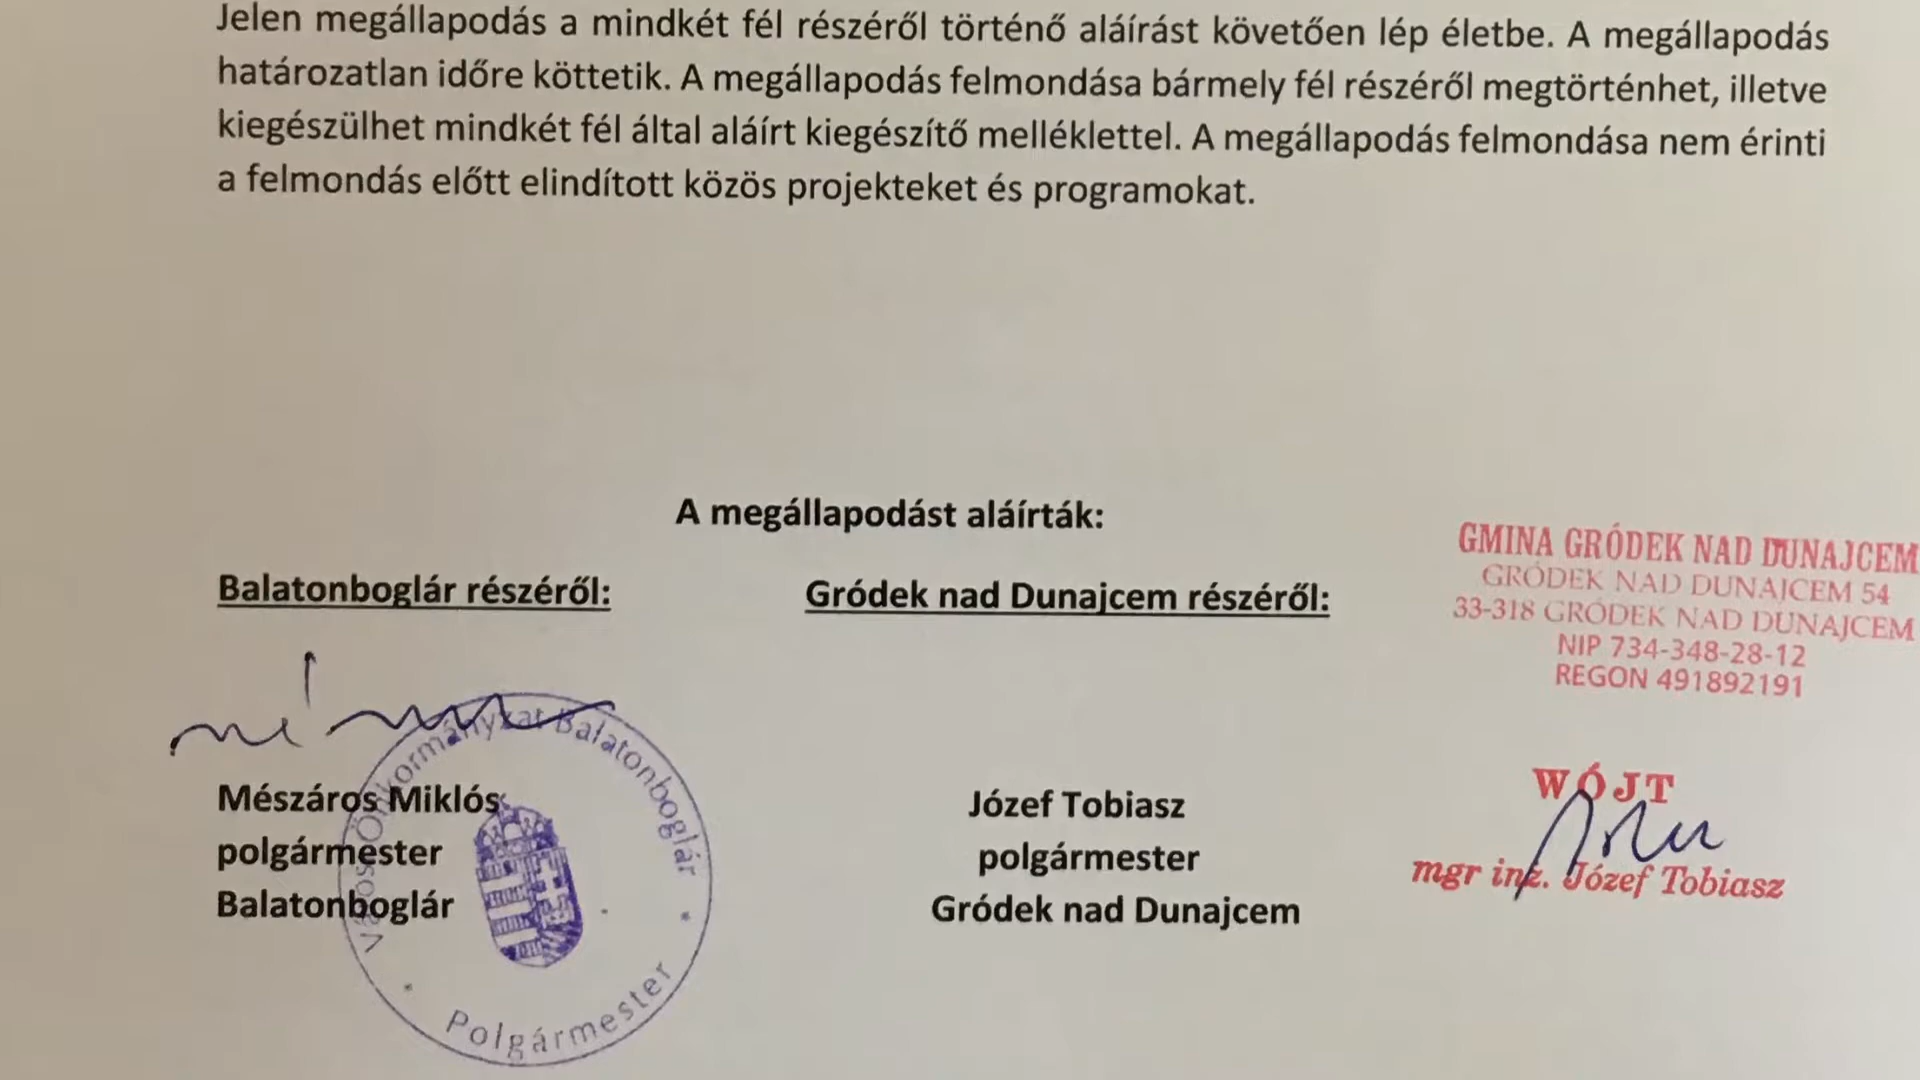 Jelen megállapodás a mindkét fél részéről történő aláírást követően lép életbe. A megállapodás
határozatlan időre köttetik. A megállapodás felmondása bármely fél részéről megtörténhet, illetve
kiegészülhet mindkét fél által aláírt kiegészítő melléklettel. A megállapodás felmondása nem érinti
a felmondás előtt elindított közös projekteket és programokat.
A megállapodást aláírták:
Balatonboglár részéről:
Gródek nad Dunajcem részéről:
GMINA GRÓDEK NAD DUNAJCEM
GRÓDEK NAD DUNAJCEM 54
33-318 GRÓDEK NAD DUNAJCEM
NIP 734-348-28-12
REGON 491892191
Mészáros Miklós
polgármester
Balatonboglár
Városi Önkormányzat Balatonboglár
Polgármester
Józef Tobiasz
polgármester
Gródek nad Dunajcem
WÓJT
mgr inż. Józef Tobiasz